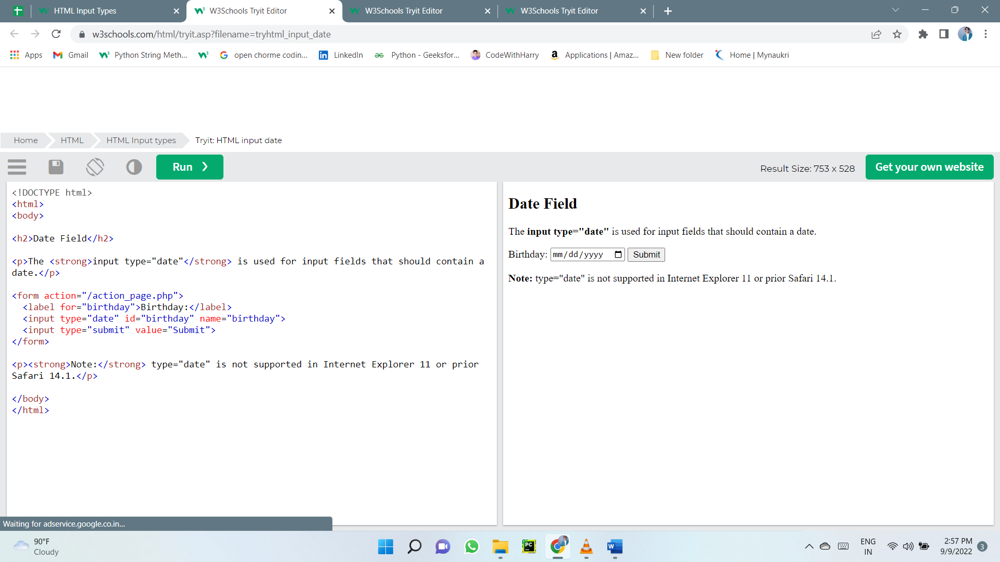 HTML Input Types
W3Schools Tryit Editor
W3Schools Tryit Editor
W3Schools Tryit Editor
w3schools.com/html/tryit.asp?filename=tryhtml_input_date
Apps Gmail Python String Meth... open chorme codin... LinkedIn Python - Geeksfor... CodeWithHarry Applications | Amaz... New folder Home | Mynaukri
Home HTML HTML Input types Tryit: HTML input date
Run ❯ Result Size: 753 x 528 Get your own website
<!DOCTYPE html>
<html>
<body>
<h2>Date Field</h2>
<p>The <strong>input type="date"</strong> is used for input fields that should contain a
date.</p>
<form action="/action_page.php">
<label for="birthday">Birthday:</label>
<input type="date" id="birthday" name="birthday">
<input type="submit" value="Submit">
</form>
<p><strong>Note:</strong> type="date" is not supported in Internet Explorer 11 or prior
Safari 14.1.</p>
</body>
</html>
Date Field
The input type="date" is used for input fields that should contain a date.
Birthday: mm/dd/yyyy Submit
Note: type="date" is not supported in Internet Explorer 11 or prior Safari 14.1.
Waiting for adservice.google.co.in...
90°F
Cloudy
PC
W
ENG
IN
2:57 PM
9/9/2022
3